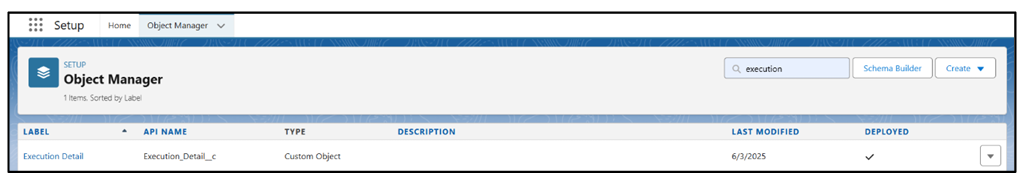 Setup Home Object Manager
SETUP
Object Manager
1 Items. Sorted by Label
execution
Schema Builder
Create
LABEL API NAME TYPE DESCRIPTION LAST MODIFIED DEPLOYED
Execution Detail Execution_Detail__c Custom Object 6/3/2025